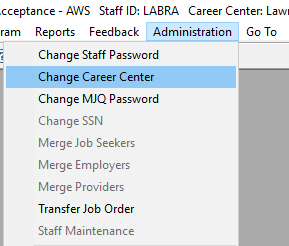 Acceptance - AWS Staff ID: LABRA Career Center: Lawr
ram Reports Feedback Administration Go To
Change Staff Password
Change Career Center
Change MJQ Password
Change SSN
Merge Job Seekers
Merge Employers
Merge Providers
Transfer Job Order
Staff Maintenance